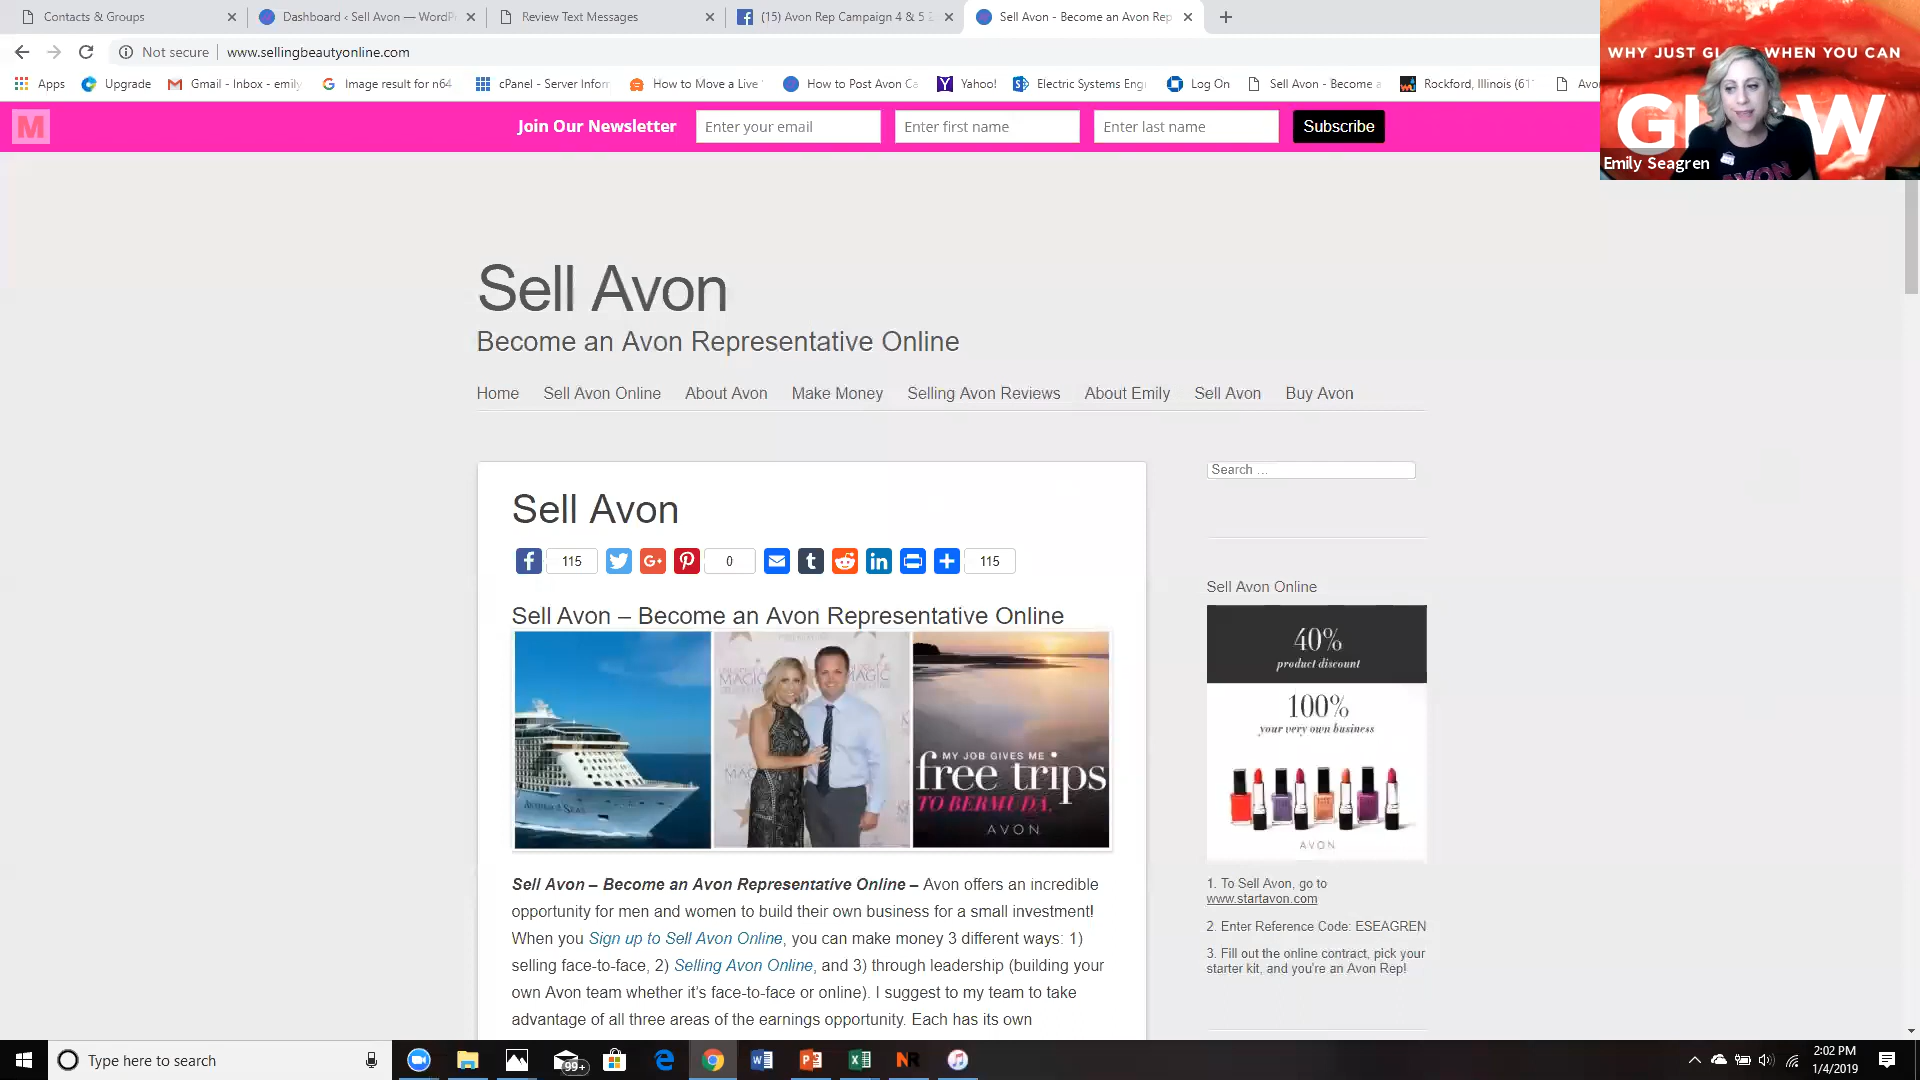 Contacts & Groups
Dashboard ‹ Sell Avon — WordPr
Review Text Messages
(15) Avon Rep Campaign 4 & 5 2
Sell Avon - Become an Avon Rep
Not secure
www.sellingbeautyonline.com
Apps
Upgrade
Gmail - Inbox - emily
Image result for n64
cPanel - Server Infor
How to Move a Live
How to Post Avon Ca
Yahoo!
Electric Systems Eng
Log On
Sell Avon - Become a
Rockford, Illinois (61
Avo
WHY JUST GL WHEN YOU CAN
GL W
AVON
Emily Seagren
M
Join Our Newsletter
Enter your email
Enter first name
Enter last name
Subscribe
Sell Avon
Become an Avon Representative Online
Home
Sell Avon Online
About Avon
Make Money
Selling Avon Reviews
About Emily
Sell Avon
Buy Avon
Sell Avon
115
0
115
Sell Avon – Become an Avon Representative Online
MAGIC
MAGIC
MY JOB GIVES ME
free trips
TO BERMUDA.
AVON
Sell Avon – Become an Avon Representative Online – Avon offers an incredible
opportunity for men and women to build their own business for a small investment!
When you Sign up to Sell Avon Online, you can make money 3 different ways: 1)
selling face-to-face, 2) Selling Avon Online, and 3) through leadership (building your
own Avon team whether it's face-to-face or online). I suggest to my team to take
advantage of all three areas of the earnings opportunity. Each has its own
Search ...
Sell Avon Online
40%
product discount
100%
your very own business
AVON
1. To Sell Avon, go to
www.startavon.com
2. Enter Reference Code: ESEAGREN
3. Fill out the online contract, pick your
starter kit, and you're an Avon Rep!
Type here to search
99+
2:02 PM
1/4/2019